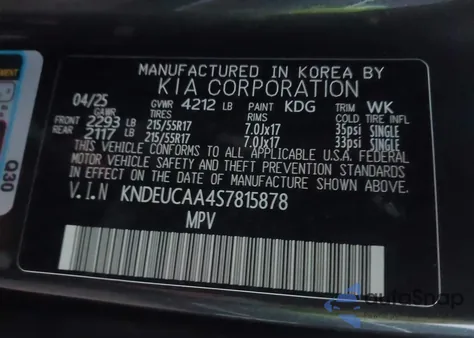 MANUFACTURED IN KOREA BY
KIA CORPORATION
04/25 GVWR 4212 LB PAINT KDG TRIM WK
GAWR TIRES RIMS COLD TIRE INFL
FRONT 2293 LB 215/55R17 7.0Jx17 35psi SINGLE
REAR 2117 LB 215/55R17 7.0Jx17 33psi SINGLE
THIS VEHICLE CONFORMS TO ALL APPLICABLE U.S.A. FEDERAL
MOTOR VEHICLE SAFETY AND THEFT PREVENTION STANDARDS
IN EFFECT ON THE DATE OF MANUFACTURE SHOWN ABOVE.
V.I.N KNDEUCAA4S7815878
MPV
Q30
autoSnap